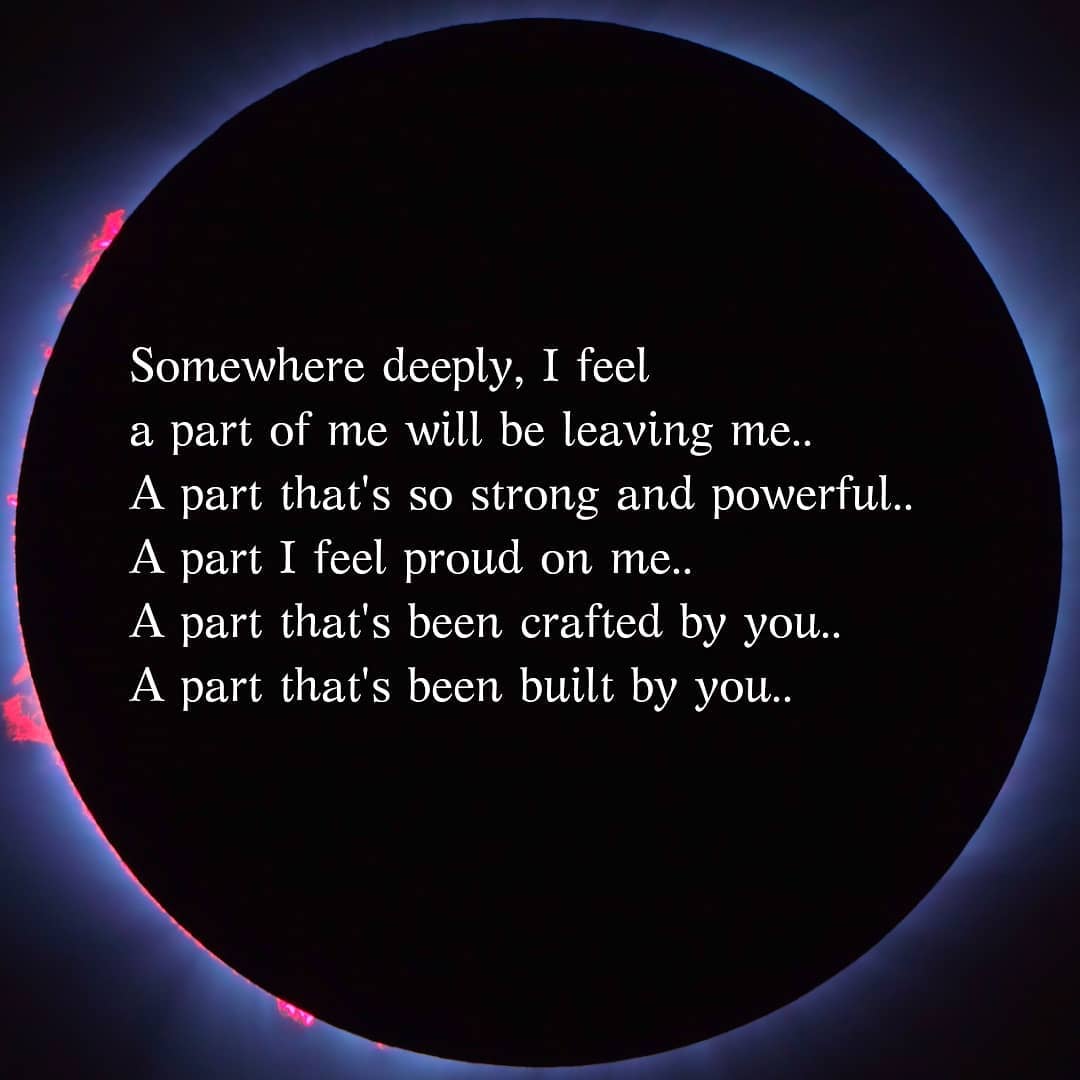 Somewhere deeply, I feel
a part of me will be leaving me..
A part that's so strong and powerful..
A part I feel proud on me..
A part that's been crafted by you..
A part that's been built by you..